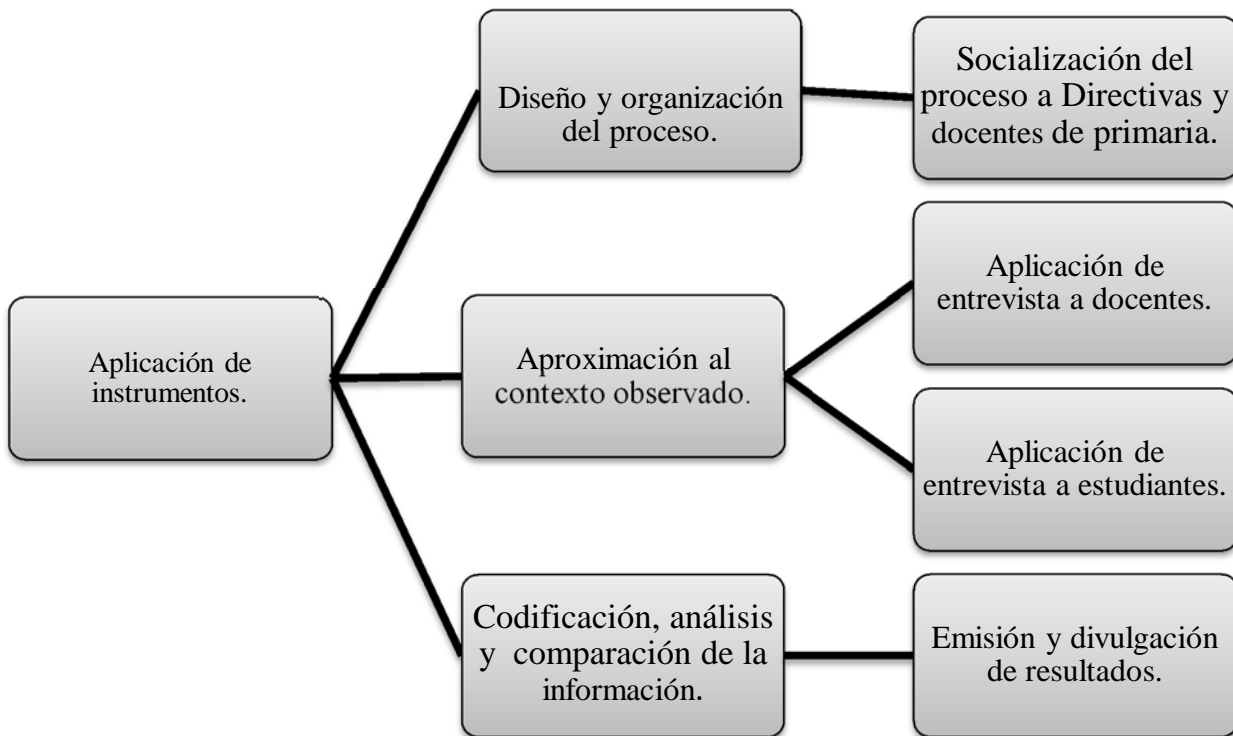 Aplicación de
instrumentos.
Diseño y organización
del proceso.
Socialización del
proceso a Directivas y
docentes de primaria.
Aproximación al
contexto observado.
Aplicación de
entrevista a docentes.
Aplicación de
entrevista a estudiantes.
Codificación, análisis
y comparación de la
información.
Emisión y divulgación
de resultados.